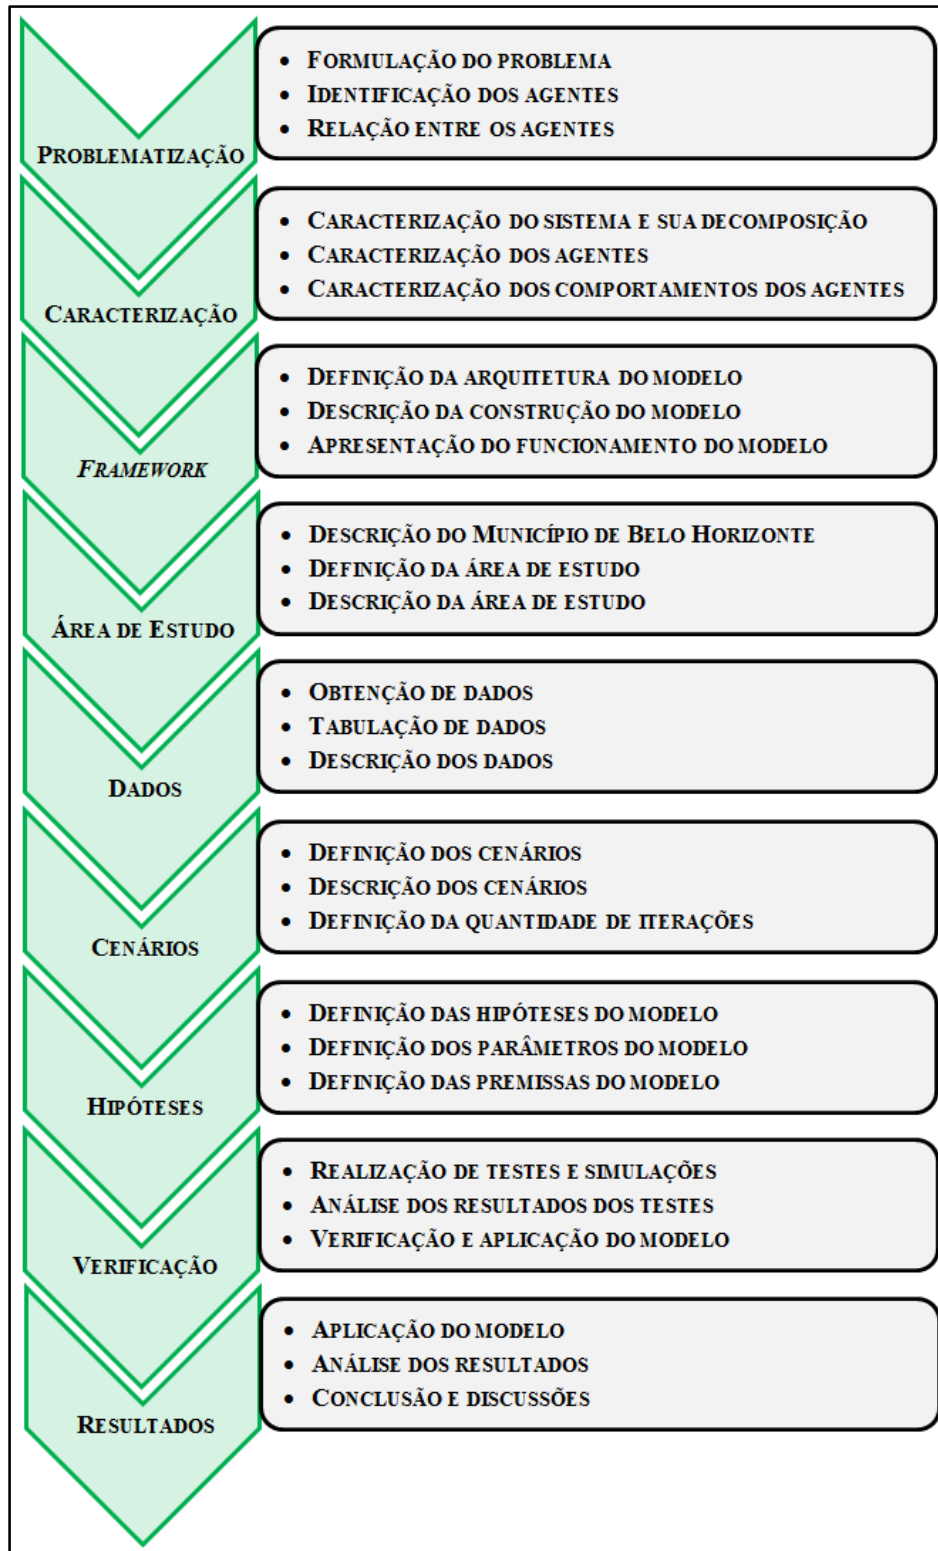 PROBLEMATIZAÇÃO
• FORMULAÇÃO DO PROBLEMA
• IDENTIFICAÇÃO DOS AGENTES
• RELAÇÃO ENTRE OS AGENTES
CARACTERIZAÇÃO
• CARACTERIZAÇÃO DO SISTEMA E SUA DECOMPOSIÇÃO
• CARACTERIZAÇÃO DOS AGENTES
• CARACTERIZAÇÃO DOS COMPORTAMENTOS DOS AGENTES
FRAMEWORK
• DEFINIÇÃO DA ARQUITETURA DO MODELO
• DESCRIÇÃO DA CONSTRUÇÃO DO MODELO
• APRESENTAÇÃO DO FUNCIONAMENTO DO MODELO
ÁREA DE ESTUDO
• DESCRIÇÃO DO MUNICÍPIO DE BELO HORIZONTE
• DEFINIÇÃO DA ÁREA DE ESTUDO
• DESCRIÇÃO DA ÁREA DE ESTUDO
DADOS
• OBTENÇÃO DE DADOS
• TABULAÇÃO DE DADOS
• DESCRIÇÃO DOS DADOS
CENÁRIOS
• DEFINIÇÃO DOS CENÁRIOS
• DESCRIÇÃO DOS CENÁRIOS
• DEFINIÇÃO DA QUANTIDADE DE ITERAÇÕES
HIPÓTESES
• DEFINIÇÃO DAS HIPÓTESES DO MODELO
• DEFINIÇÃO DOS PARÂMETROS DO MODELO
• DEFINIÇÃO DAS PREMISSAS DO MODELO
VERIFICAÇÃO
• REALIZAÇÃO DE TESTES E SIMULAÇÕES
• ANÁLISE DOS RESULTADOS DOS TESTES
• VERIFICAÇÃO E APLICAÇÃO DO MODELO
RESULTADOS
• APLICAÇÃO DO MODELO
• ANÁLISE DOS RESULTADOS
• CONCLUSÃO E DISCUSSÕES